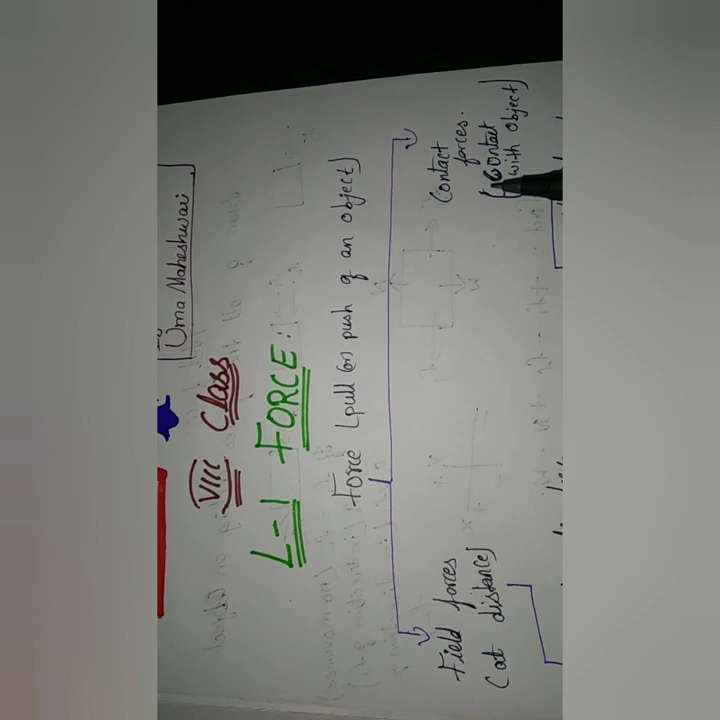 Uma Maheshwari
VIII Class
L-1 FORCE:
Force [pull (or) push of an object]
Field forces
(at distance)
Contact
forces.
(Contact
with object)